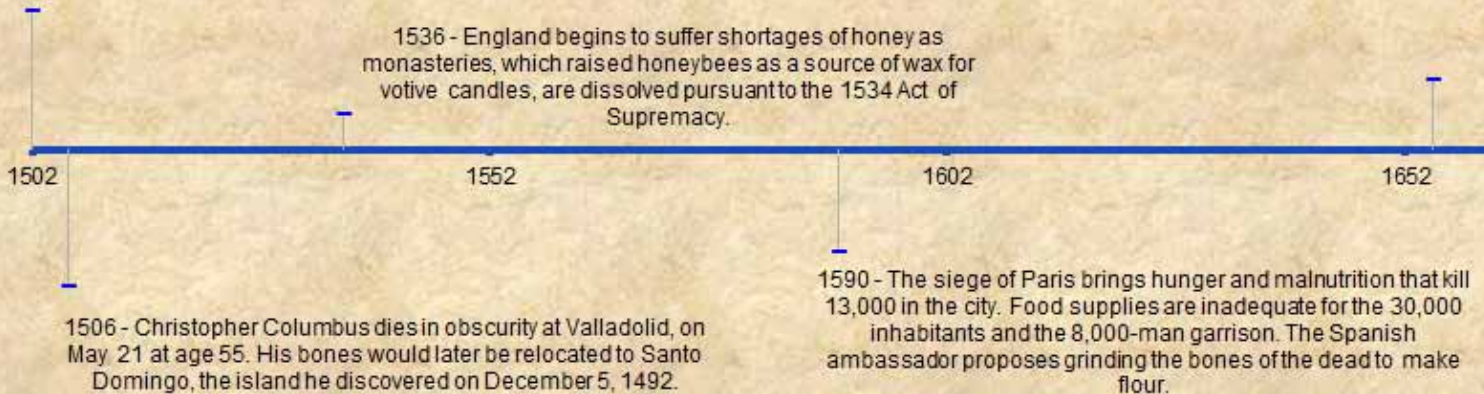 1536 - England begins to suffer shortages of honey as
monasteries, which raised honeybees as a source of wax for
votive candles, are dissolved pursuant to the 1534 Act of
Supremacy.
1502
1552
1602
1652
1506 - Christopher Columbus dies in obscurity at Valladolid, on
May 21 at age 55. His bones would later be relocated to Santo
Domingo, the island he discovered on December 5, 1492.
1590 - The siege of Paris brings hunger and malnutrition that kill
13,000 in the city. Food supplies are inadequate for the 30,000
inhabitants and the 8,000-man garrison. The Spanish
ambassador proposes grinding the bones of the dead to make
flour.